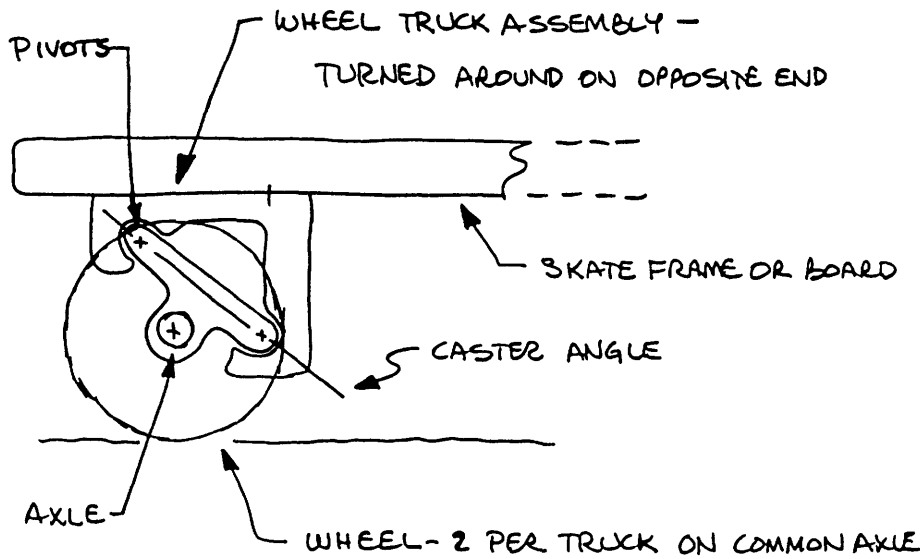 WHEEL TRUCK ASSEMBLY -
TURNED AROUND ON OPPOSITE END
PIVOTS
SKATE FRAME OR BOARD
CASTER ANGLE
AXLE
WHEEL - 2 PER TRUCK ON COMMON AXLE